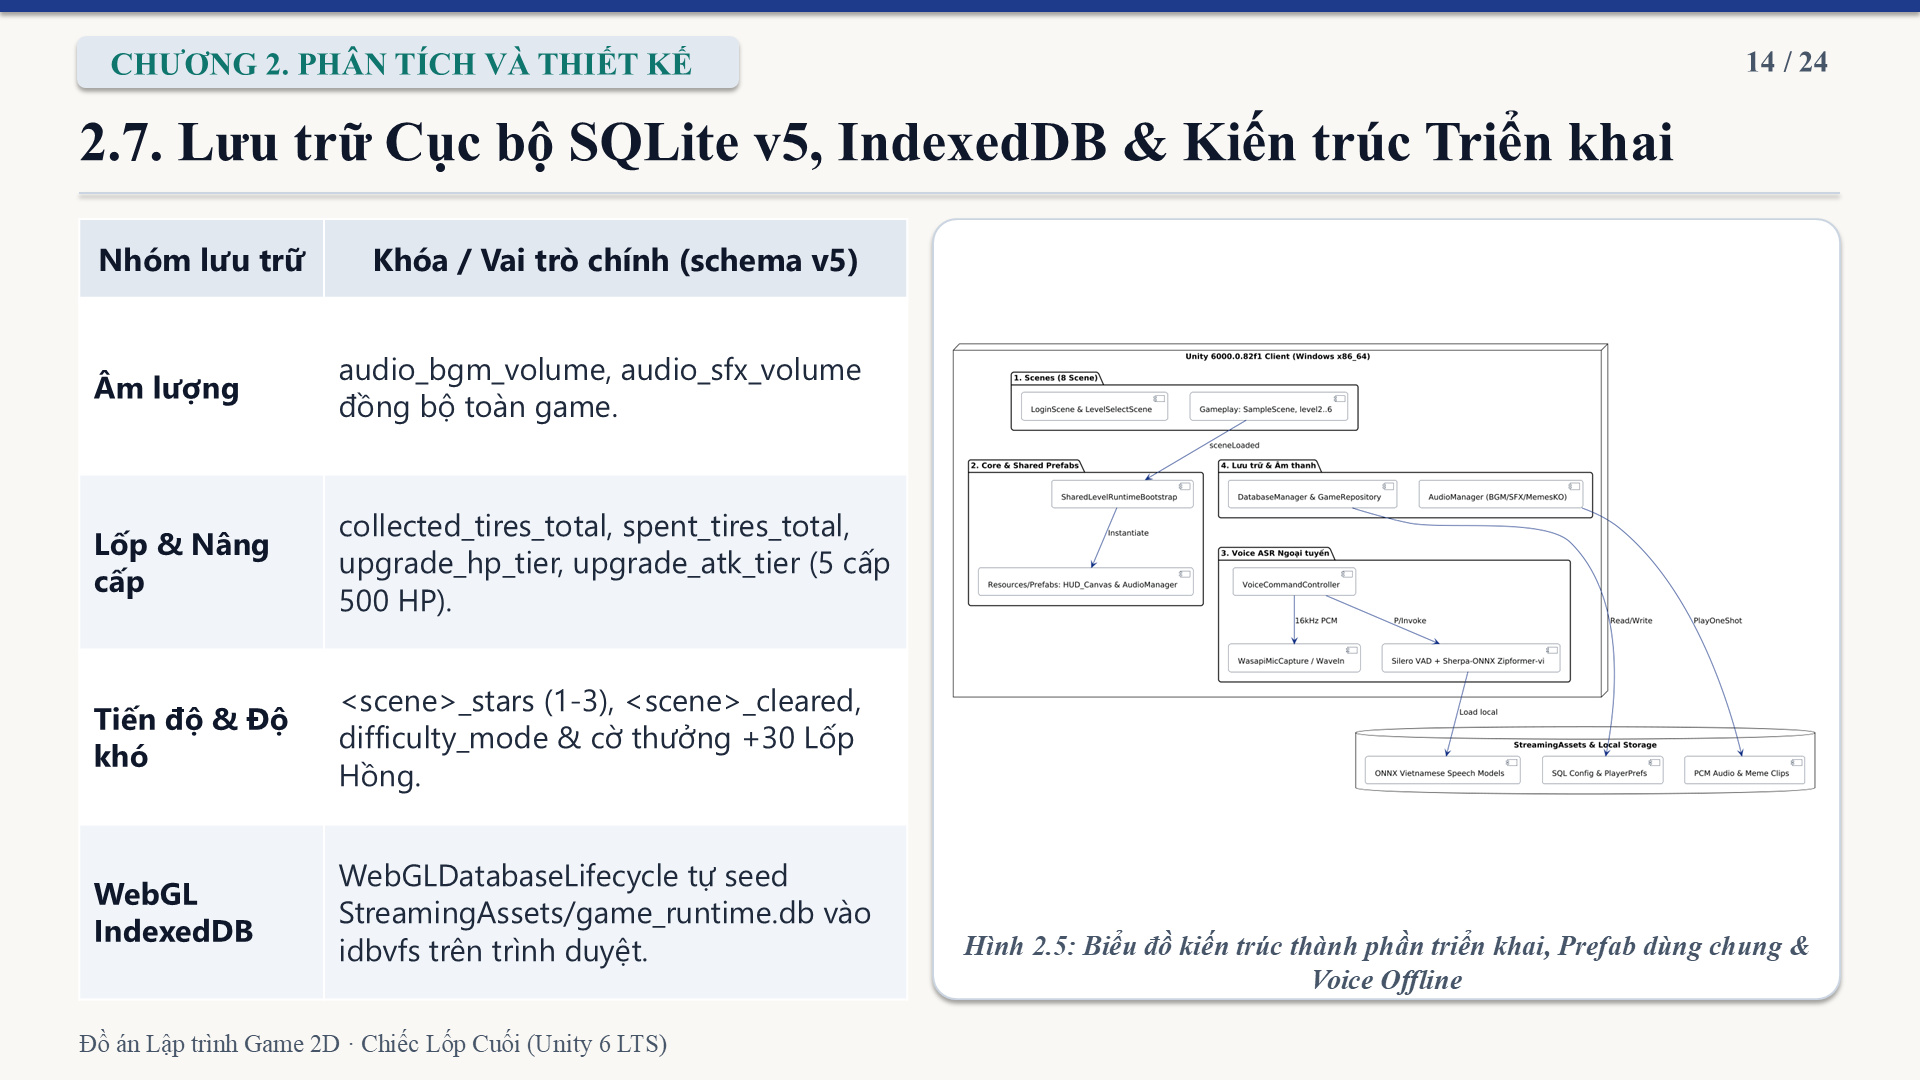 CHƯƠNG 2. PHÂN TÍCH VÀ THIẾT KẾ
14 / 24
2.7. Lưu trữ Cục bộ SQLite v5, IndexedDB & Kiến trúc Triển khai
Nhóm lưu trữ
Khóa / Vai trò chính (schema v5)
Âm lượng
audio_bgm_volume, audio_sfx_volume
đồng bộ toàn game.
Lốp & Nâng
cấp
collected_tires_total, spent_tires_total,
upgrade_hp_tier, upgrade_atk_tier (5 cấp
500 HP).
Tiến độ & Độ
khó
<scene>_stars (1-3), <scene>_cleared,
difficulty_mode & cờ thưởng +30 Lốp
Hồng.
WebGL
IndexedDB
WebGLDatabaseLifecycle tự seed
StreamingAssets/game_runtime.db vào
idbvfs trên trình duyệt.
Unity 6000.0.82f1 Client (Windows x86_64)
1. Scenes (8 Scene)
LoginScene & LevelSelectScene
Gameplay: SampleScene, level2..6
sceneLoaded
2. Core & Shared Prefabs
SharedLevelRuntimeBootstrap
Instantiate
Resources/Prefabs: HUD_Canvas & AudioManager
4. Lưu trữ & Âm thanh
DatabaseManager & GameRepository
AudioManager (BGM/SFX/MemesKO)
3. Voice ASR Ngoại tuyến
VoiceCommandController
16kHz PCM
P/Invoke
WasapiMicCapture / WaveIn
Silero VAD + Sherpa-ONNX Zipformer-vi
Read/Write
PlayOneShot
Load local
StreamingAssets & Local Storage
ONNX Vietnamese Speech Models
SQL Config & PlayerPrefs
PCM Audio & Meme Clips
Hình 2.5: Biểu đồ kiến trúc thành phần triển khai, Prefab dùng chung &
Voice Offline
Đồ án Lập trình Game 2D · Chiếc Lốp Cuối (Unity 6 LTS)